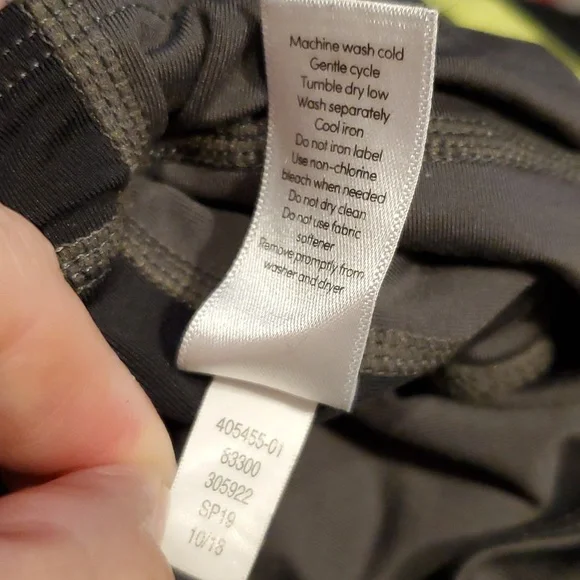 Machine wash cold
Gentle cycle
Tumble dry low
Wash separately
Cool iron
Do not iron label
Use non-chlorine
bleach when needed
Do not dry clean
Do not use fabric
softener
Remove promptly from
washer and dryer
405455-01
63300
305922
SP19
10/18